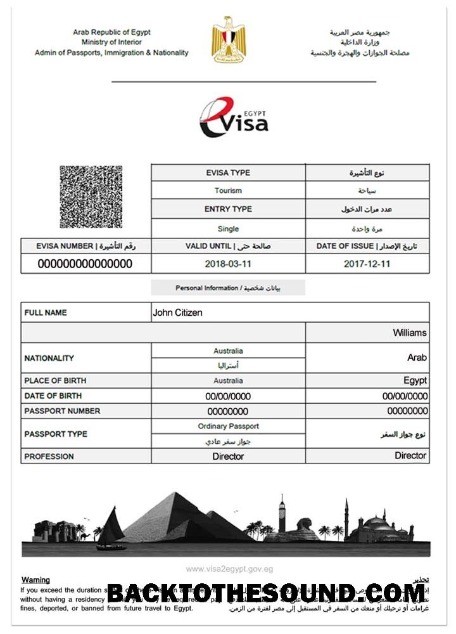 Arab Republic of Egypt
Ministry of Interior
Admin of Passports, Immigration & Nationality
جمهورية مصر العربية
وزارة الداخلية
مصلحة الجوازات والهجرة والجنسية
EGYPT
eVisa
EVISA TYPE
نوع التأشيرة
Tourism
سياحة
ENTRY TYPE
عدد مرات الدخول
Single
مرة واحدة
EVISA NUMBER | رقم التأشيرة
VALID UNTIL | صالحة حتى
DATE OF ISSUE | تاريخ الإصدار
000000000000000
2018-03-11
2017-12-11
Personal Information / بيانات شخصية
FULL NAME
John Citizen
Williams
NATIONALITY
Australia
أستراليا
Arab
PLACE OF BIRTH
Australia
Egypt
DATE OF BIRTH
00/00/0000
00/00/0000
PASSPORT NUMBER
00000000
00000000
PASSPORT TYPE
Ordinary Passport
جواز سفر عادي
نوع جواز السفر
PROFESSION
Director
Director
www.visa2egypt.gov.eg
Warning
تحذير
If you exceed the duration
without having a residency
fines, deported, or banned from future travel to Egypt.
غرامات أو ترحيلك أو منعك من السفر في المستقبل إلى مصر لفترة من الزمن.
BACKTOTHESOUND.COM